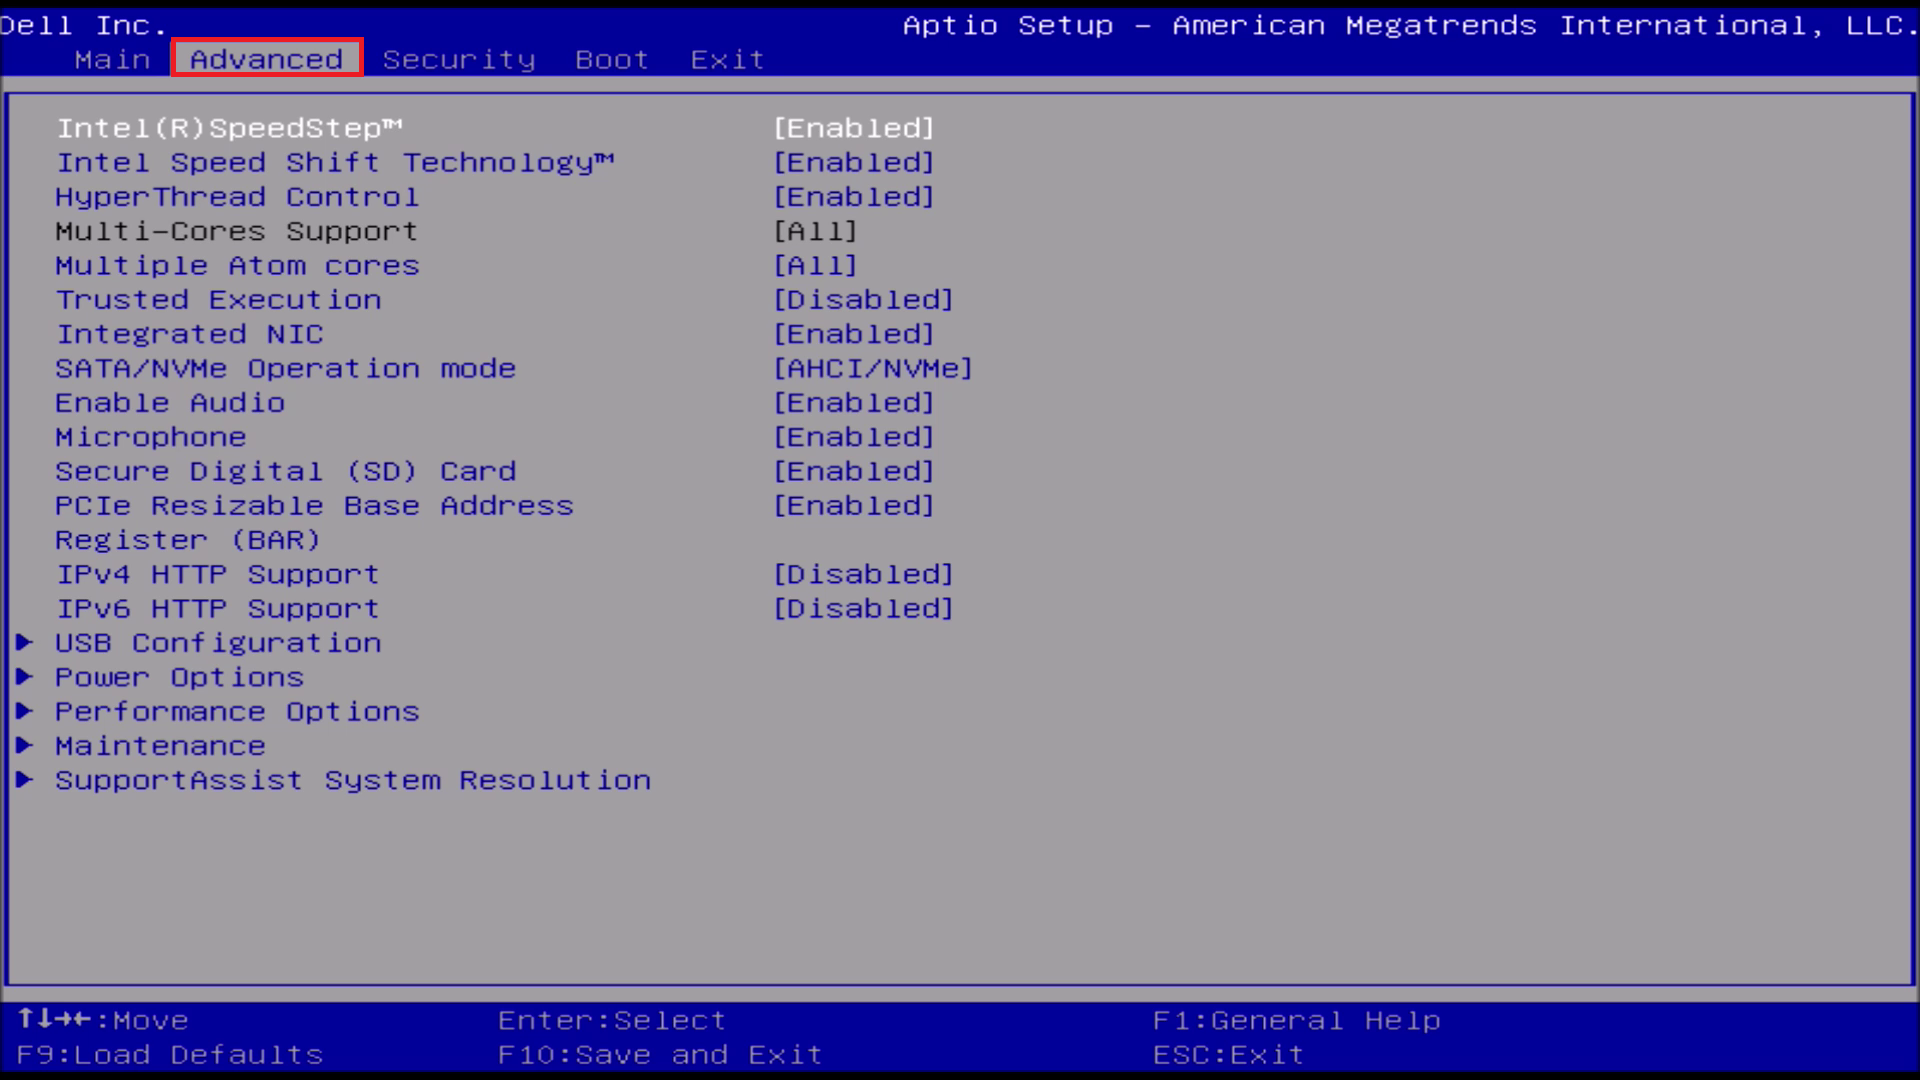 Dell Inc.
Aptio Setup – American Megatrends International, LLC.
Main Advanced Security Boot Exit
Intel(R)SpeedStep™ [Enabled]
Intel Speed Shift Technology™ [Enabled]
HyperThread Control [Enabled]
Multi-Cores Support [All]
Multiple Atom cores [All]
Trusted Execution [Disabled]
Integrated NIC [Enabled]
SATA/NVMe Operation mode [AHCI/NVMe]
Enable Audio [Enabled]
Microphone [Enabled]
Secure Digital (SD) Card [Enabled]
PCIe Resizable Base Address [Enabled]
Register (BAR)
IPv4 HTTP Support [Disabled]
IPv6 HTTP Support [Disabled]
▶ USB Configuration
▶ Power Options
▶ Performance Options
▶ Maintenance
▶ SupportAssist System Resolution
↑↓→←:Move Enter:Select F1:General Help
F9:Load Defaults F10:Save and Exit ESC:Exit